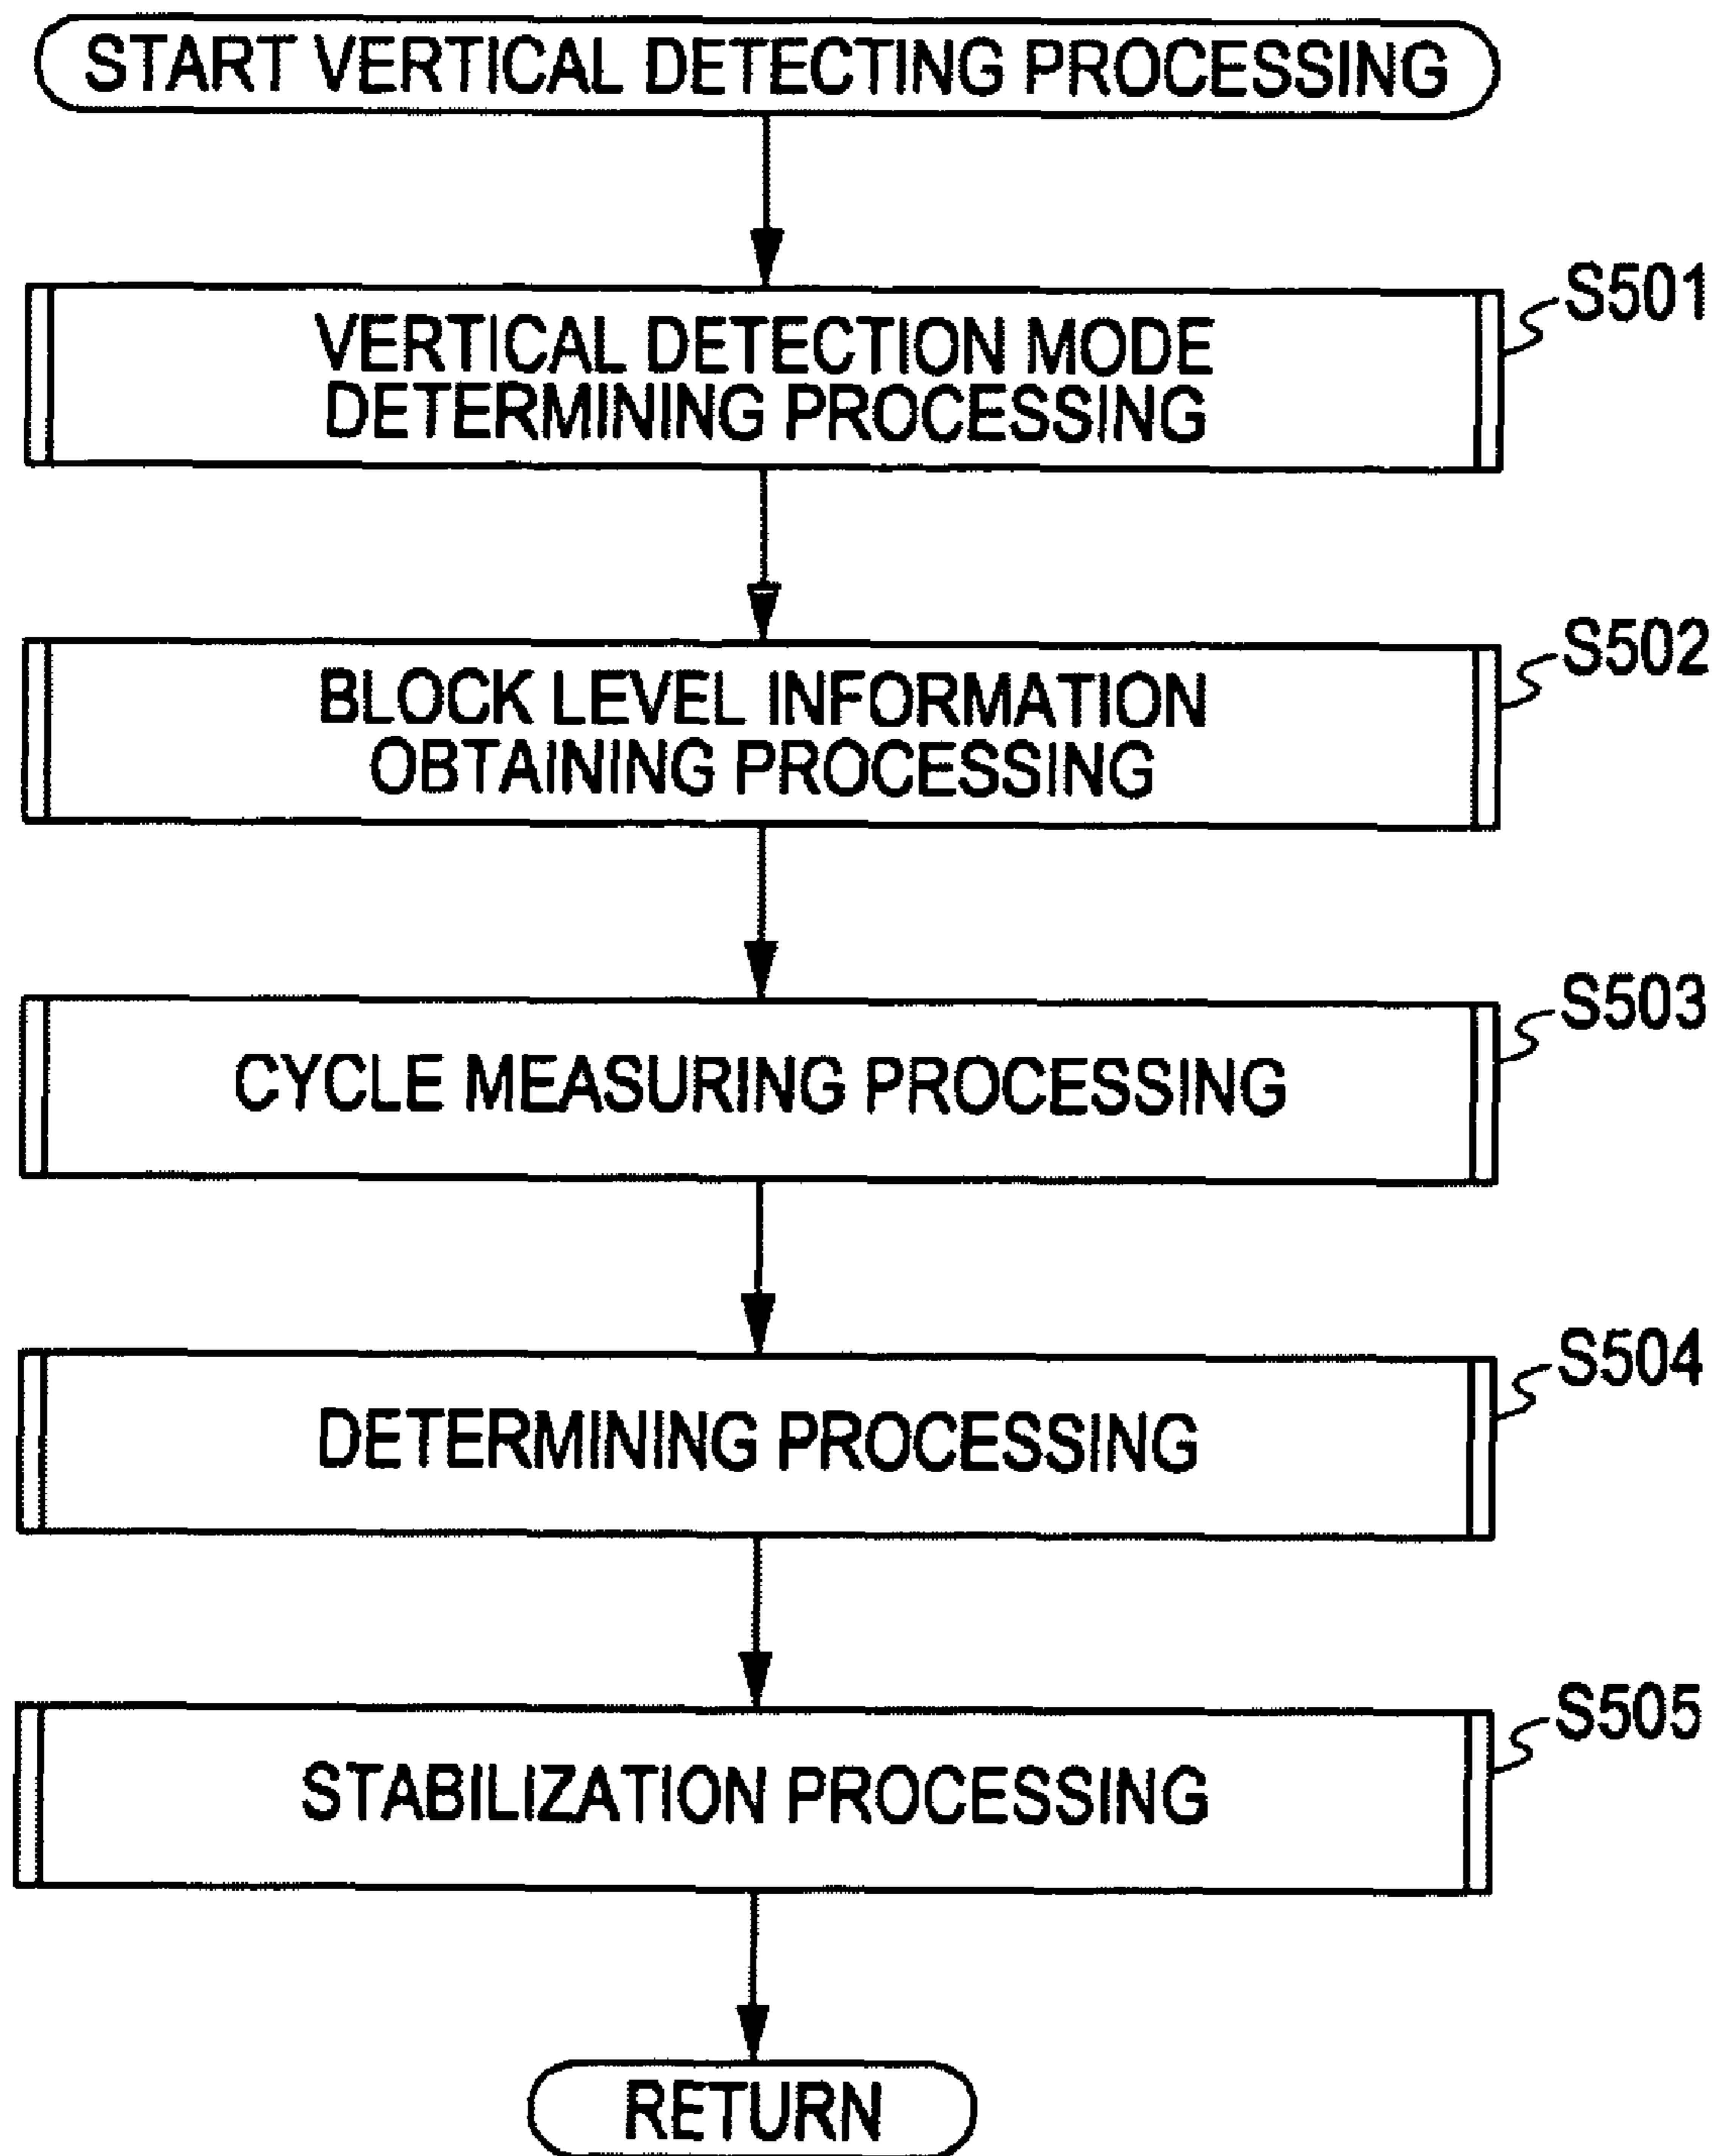 START VERTICAL DETECTING PROCESSING
S501
VERTICAL DETECTION MODE
DETERMINING PROCESSING
S502
BLOCK LEVEL INFORMATION
OBTAINING PROCESSING
S503
CYCLE MEASURING PROCESSING
S504
DETERMINING PROCESSING
S505
STABILIZATION PROCESSING
RETURN